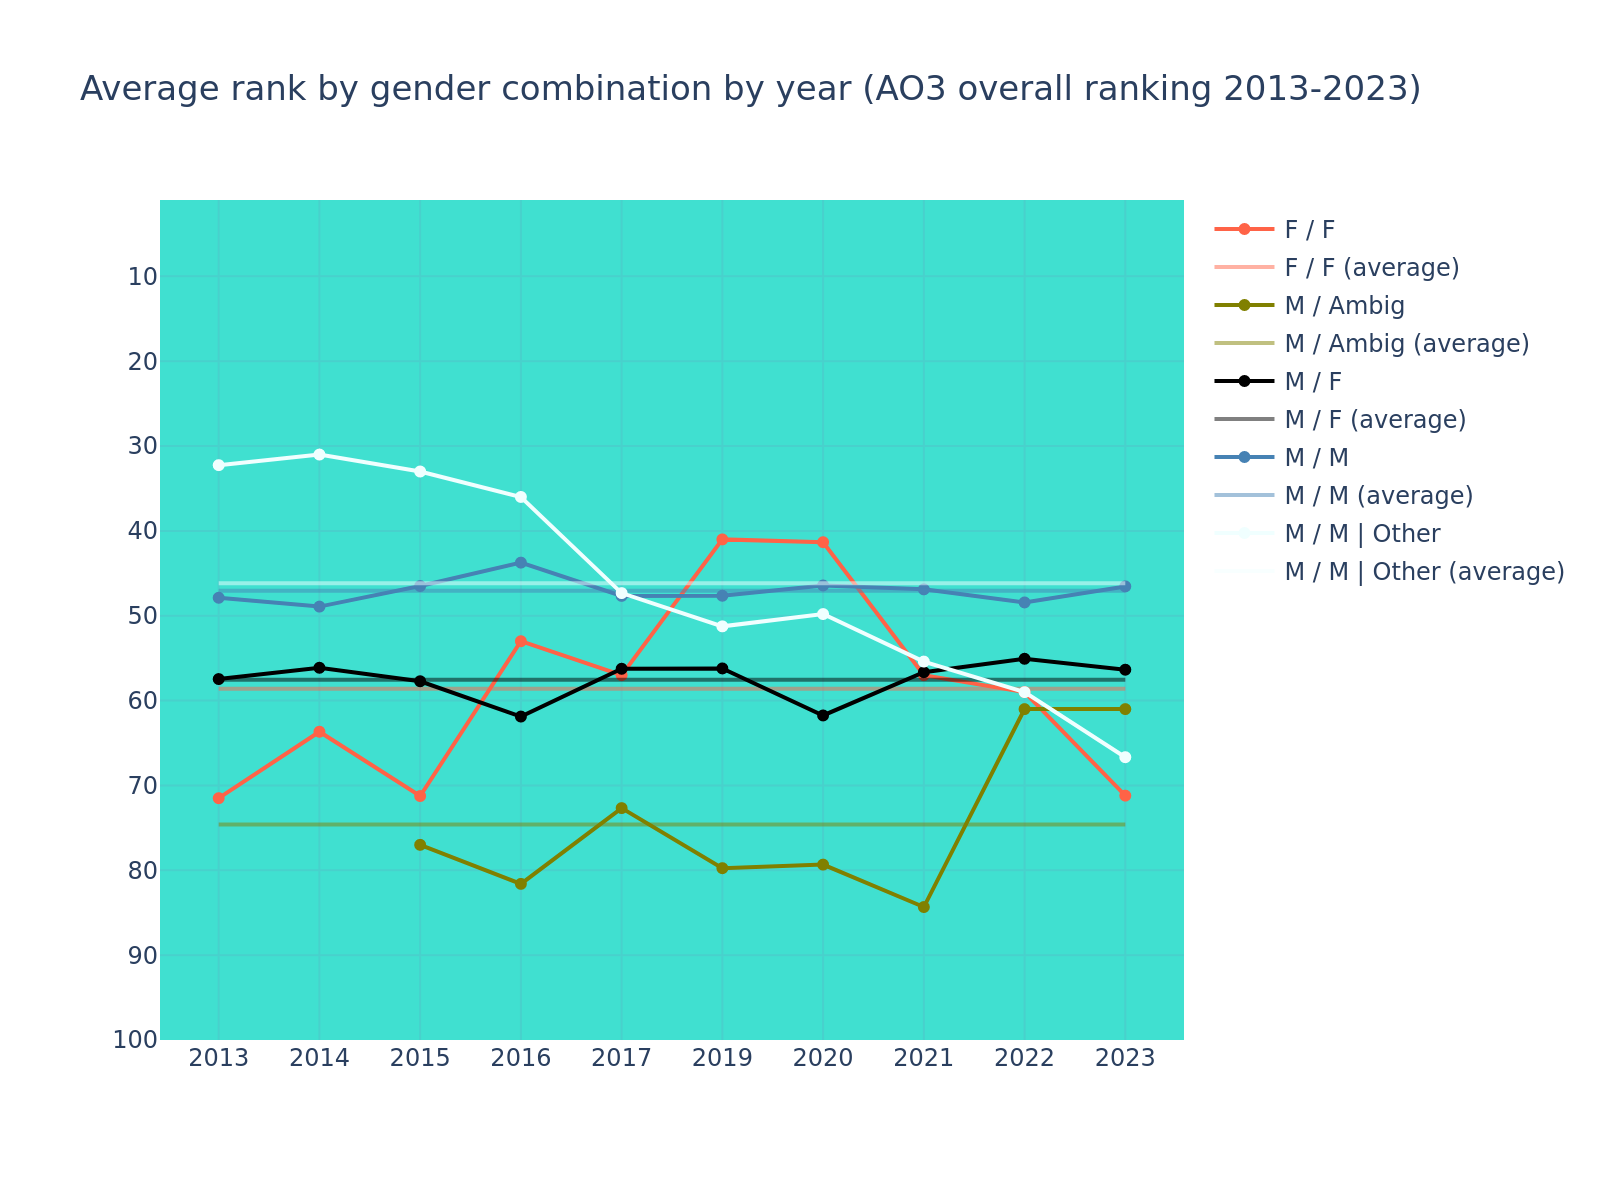 Average rank by gender combination by year (AO3 overall ranking 2013-2023)
F / F
F / F (average)
M / Ambig
M / Ambig (average)
M / F
M / F (average)
M / M
M / M (average)
M / M | Other
M / M | Other (average)
10
20
30
40
50
60
70
80
90
100
2013 2014 2015 2016 2017 2019 2020 2021 2022 2023